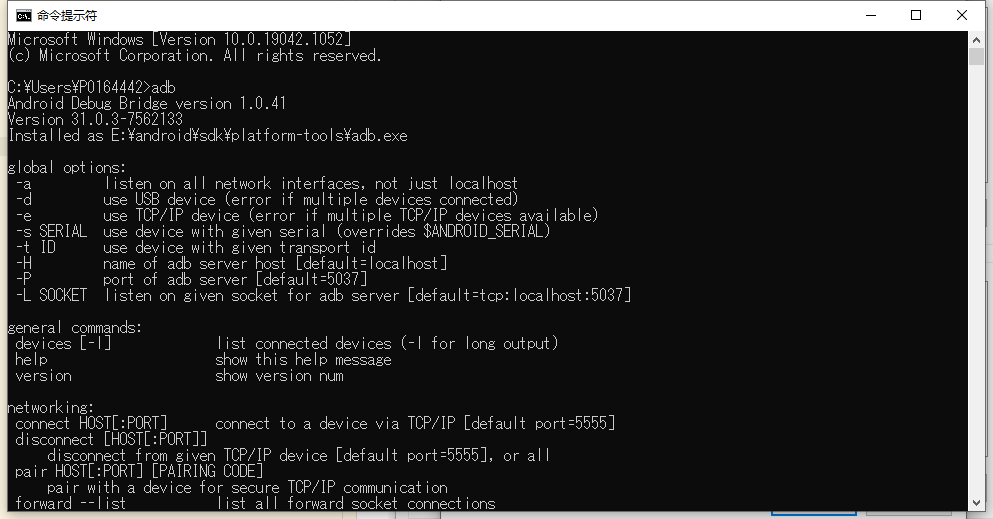 命令提示符
Microsoft Windows [Version 10.0.19042.1052]
(c) Microsoft Corporation. All rights reserved.
C:¥Users¥P0164442>adb
Android Debug Bridge version 1.0.41
Version 31.0.3-7562133
Installed as E:¥android¥sdk¥platform-tools¥adb.exe
global options:
-a listen on all network interfaces, not just localhost
-d use USB device (error if multiple devices connected)
-e use TCP/IP device (error if multiple TCP/IP devices available)
-s SERIAL use device with given serial (overrides $ANDROID_SERIAL)
-t ID use device with given transport id
-H name of adb server host [default=localhost]
-P port of adb server [default=5037]
-L SOCKET listen on given socket for adb server [default=tcp:localhost:5037]
general commands:
devices [-l] list connected devices (-l for long output)
help show this help message
version show version num
networking:
connect HOST[:PORT] connect to a device via TCP/IP [default port=5555]
disconnect [HOST[:PORT]]
disconnect from given TCP/IP device [default port=5555], or all
pair HOST[:PORT] [PAIRING CODE]
pair with a device for secure TCP/IP communication
forward --list list all forward socket connections